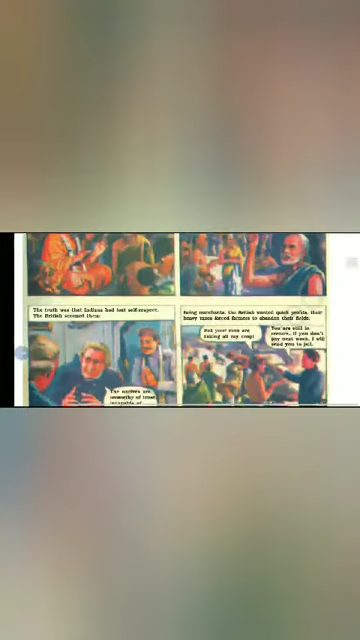 The truth was that Indians had lost self-respect.
The British scorned them:
Being merchants, the British wanted quick profits, their
heavy taxes forced farmers to abandon their fields.
The natives are
unworthy of trust
incapable of
But your men are
taking all my crop!
You are still in
arrears. If you don't
pay next week, I will
send you to jail.